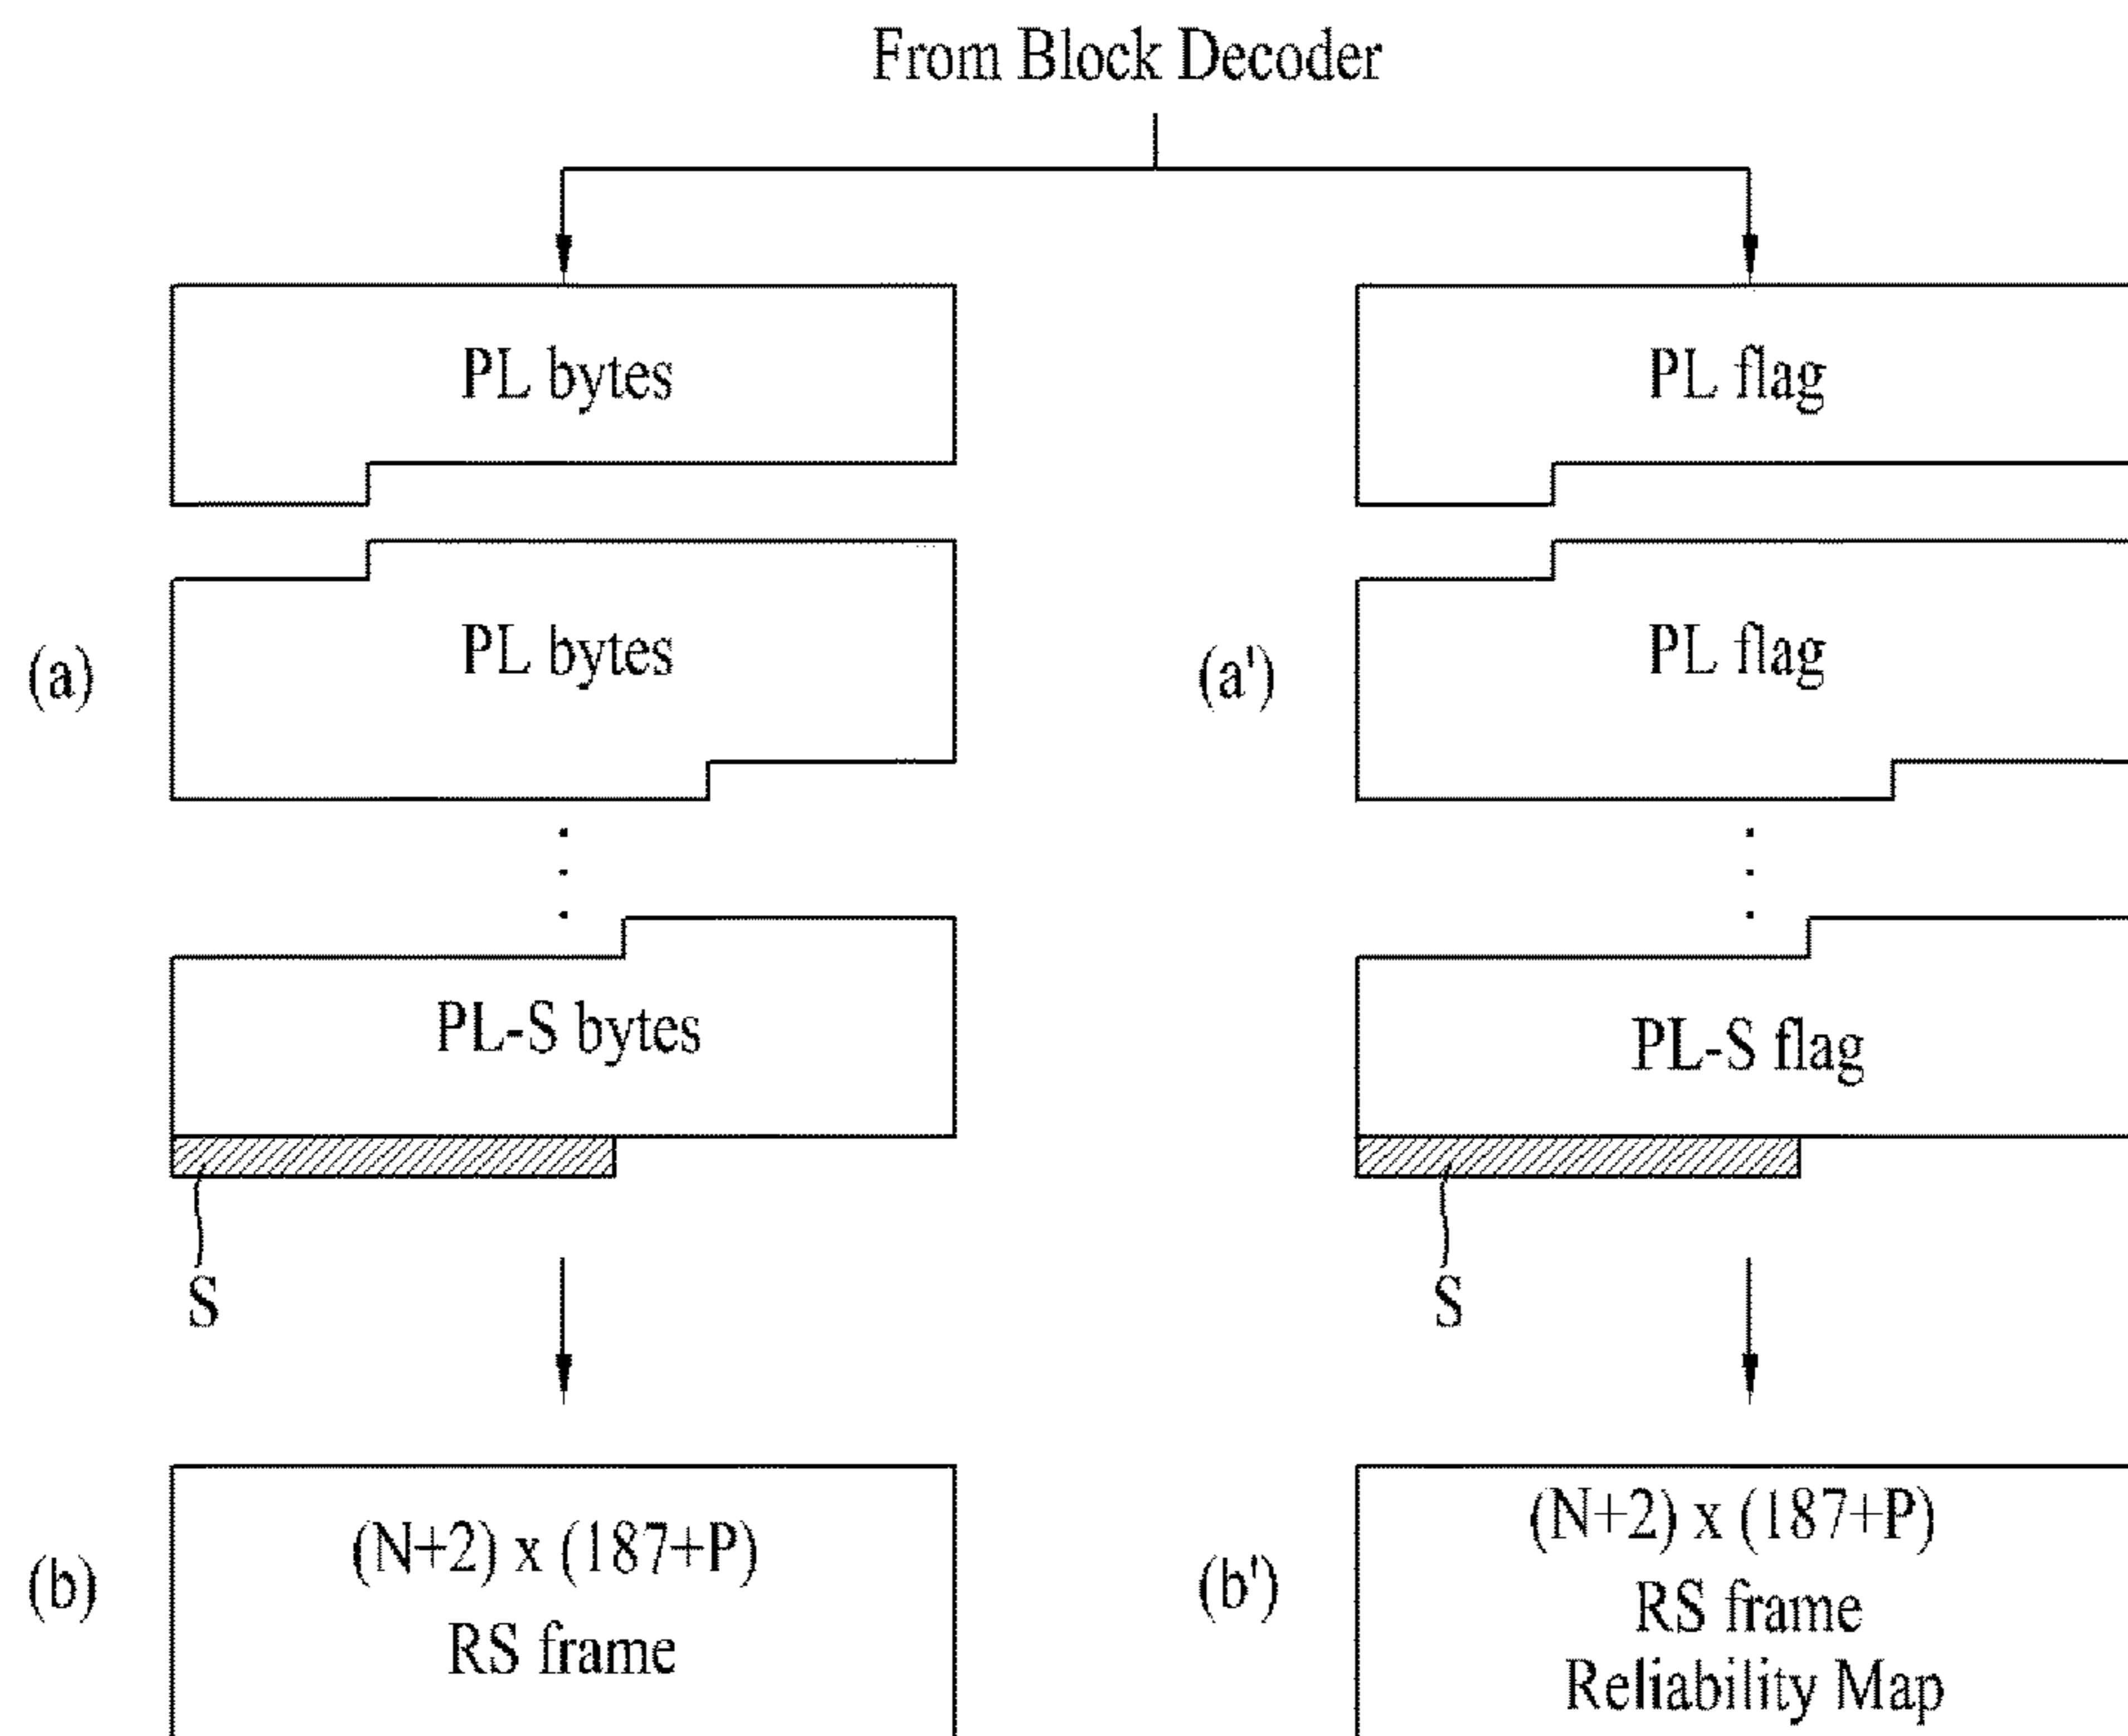 From Block Decoder
PL bytes
PL flag
PL bytes
PL flag
(a)
(a')
PL-S bytes
PL-S flag
S
S
(N+2) x (187+P)
RS frame
(N+2) x (187+P)
RS frame
Reliability Map
(b)
(b')